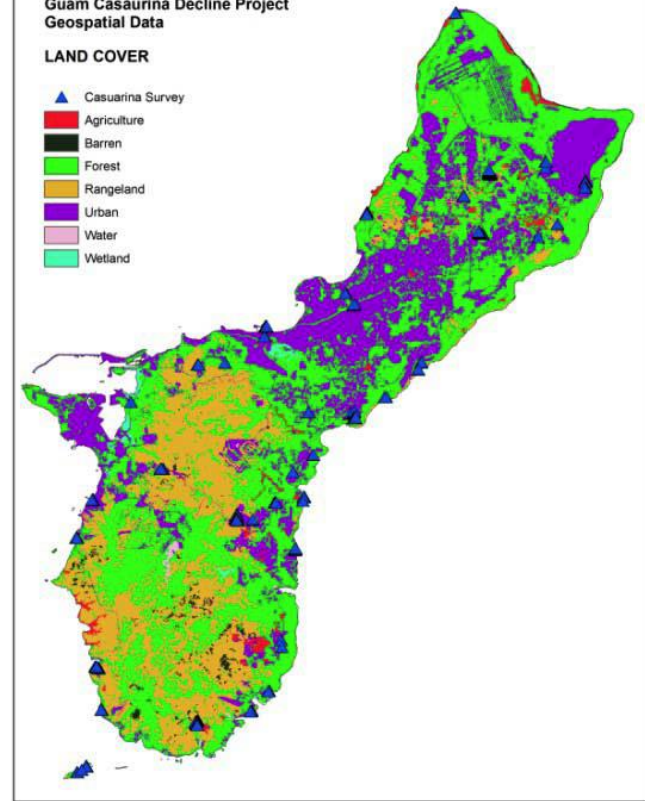 Guam Casaurina Decline Project
Geospatial Data
LAND COVER
Casuarina Survey
Agriculture
Barren
Forest
Rangeland
Urban
Water
Wetland